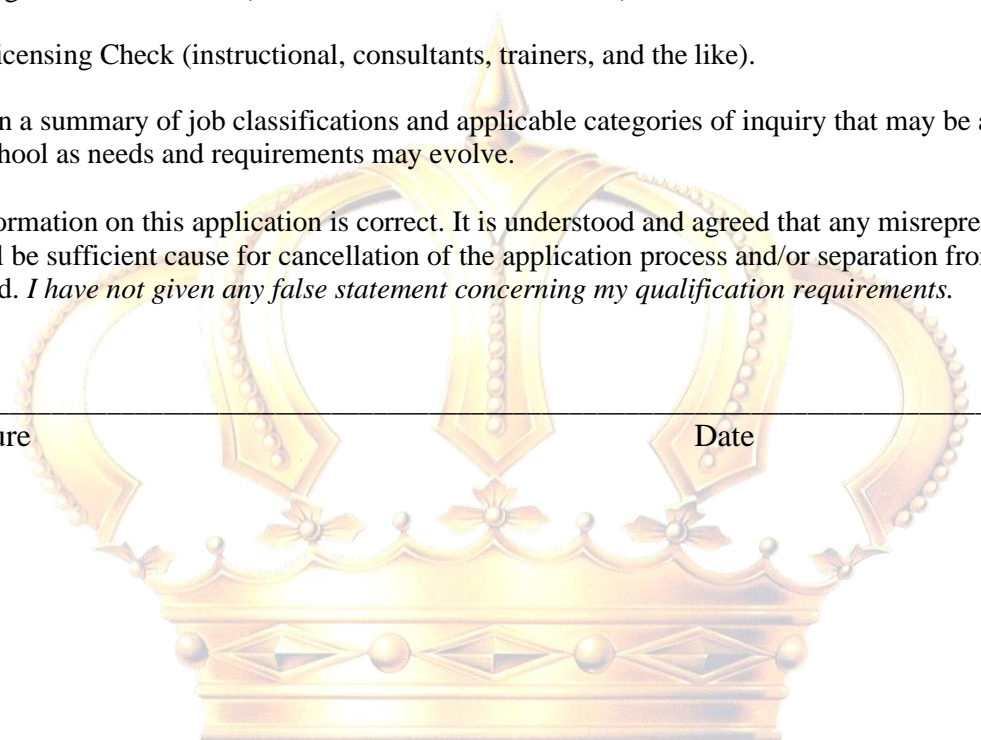 icensing Check (instructional, consultants, trainers, and the like).
n a summary of job classifications and applicable categories of inquiry that may be a
hool as needs and requirements may evolve.
ormation on this application is correct. It is understood and agreed that any misrepre
l be sufficient cause for cancellation of the application process and/or separation fro
d. I have not given any false statement concerning my qualification requirements.
ure Date